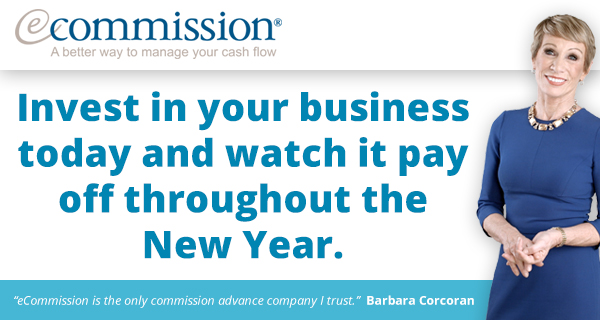 ecommission®
A better way to manage your cash flow
Invest in your business
today and watch it pay
off throughout the
New Year.
“eCommission is the only commission advance company I trust.” Barbara Corcoran